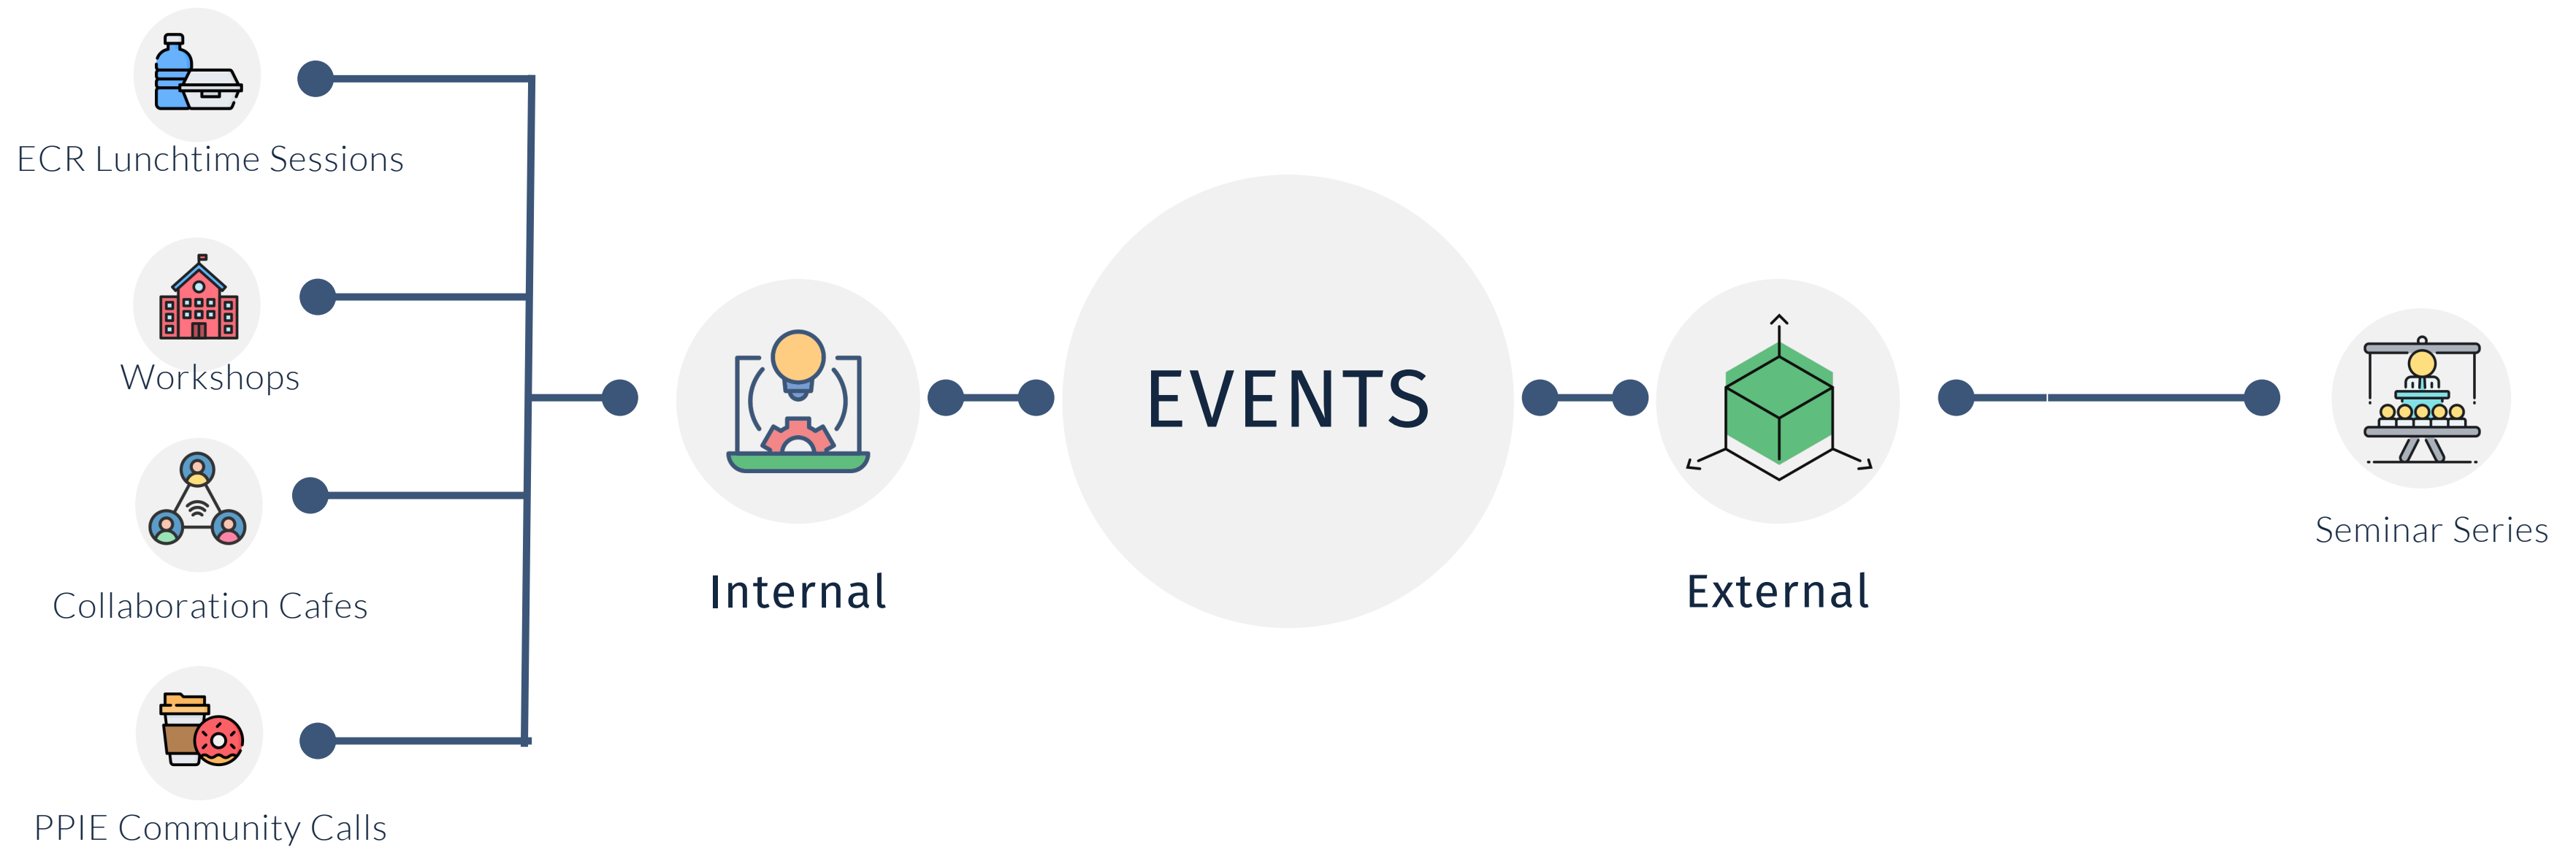 ECR Lunchtime Sessions
Workshops
Collaboration Cafes
PPIE Community Calls
Internal
EVENTS
External
Seminar Series